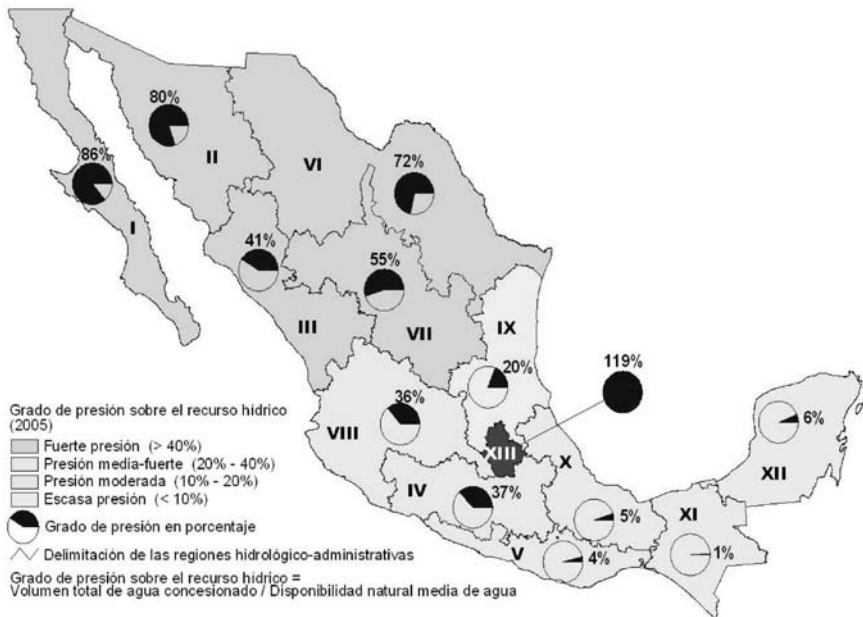 80%
86%
II
VI
72%
I
41%
55%
III
VII
IX
119%
20%
36%
VIII
XIII
6%
XII
X
IV
37%
XI
5%
V
4%
1%
Grado de presión sobre el recurso hídrico
(2005)
Fuerte presión (> 40%)
Presión media-fuerte (20% - 40%)
Presión moderada (10% - 20%)
Escasa presión (< 10%)
Grado de presión en porcentaje
Delimitación de las regiones hidrológico-administrativas
Grado de presión sobre el recurso hídrico =
Volumen total de agua concesionado / Disponibilidad natural media de agua